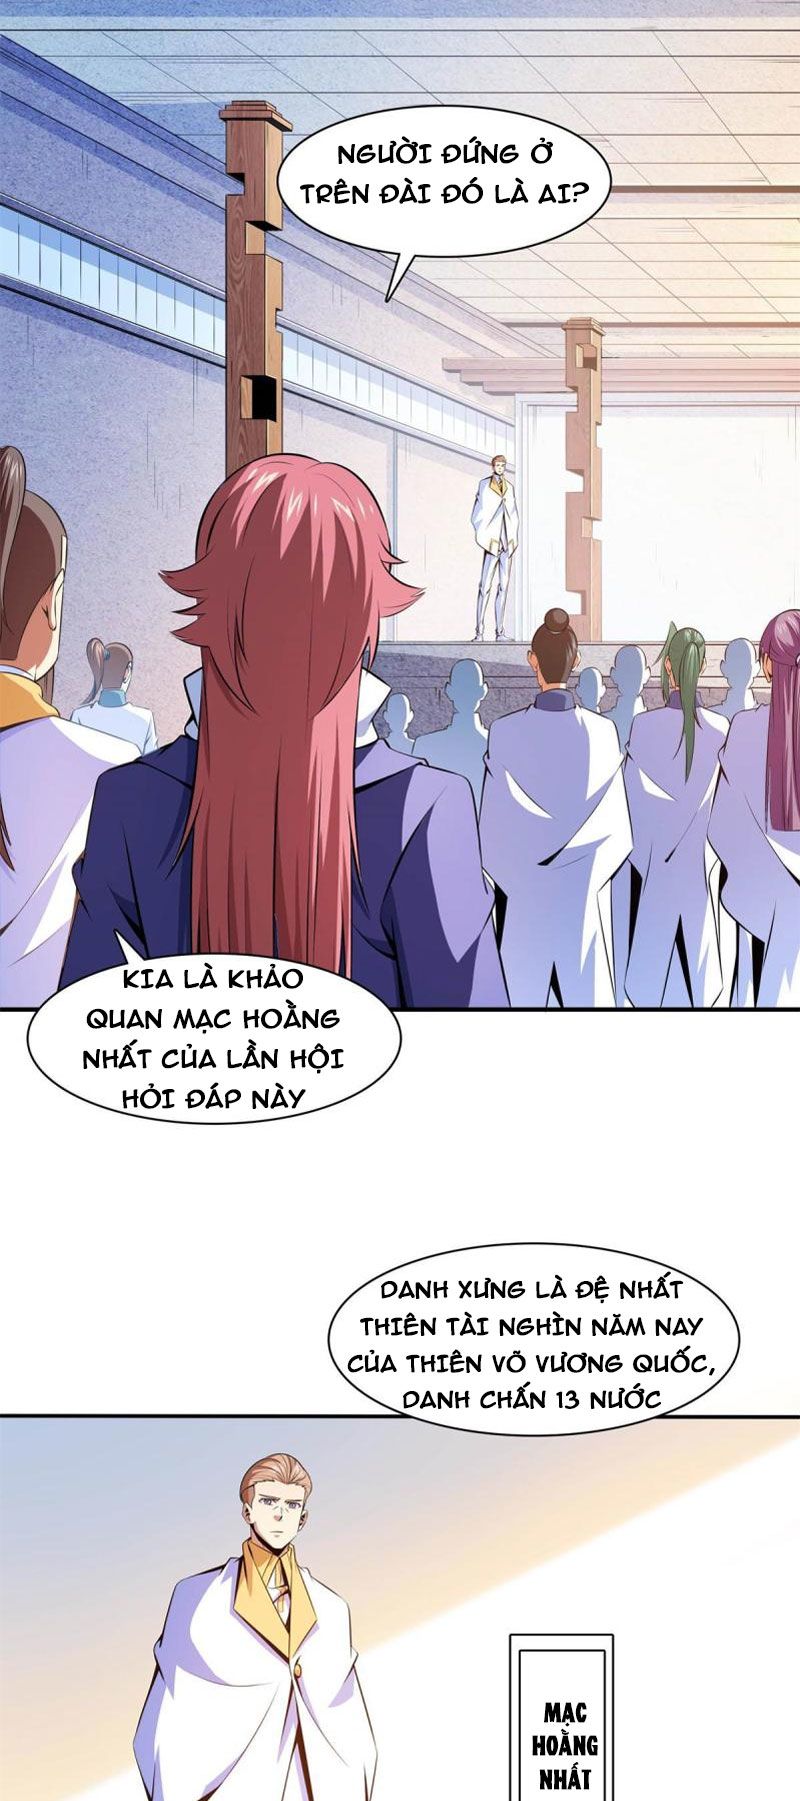 NGƯỜI ĐỨNG Ở
TRÊN ĐÀI ĐÓ LÀ AI?
KIA LÀ KHẢO
QUAN MẠC HOẰNG
NHẤT CỦA LẦN HỘI
HỎI ĐÁP NÀY
DANH XƯNG LÀ ĐỆ NHẤT
THIÊN TÀI NGHÌN NĂM NAY
CỦA THIÊN VÕ VƯƠNG QUỐC,
DANH CHẤN 13 NƯỚC
MẠC
HOẰNG
NHẤT